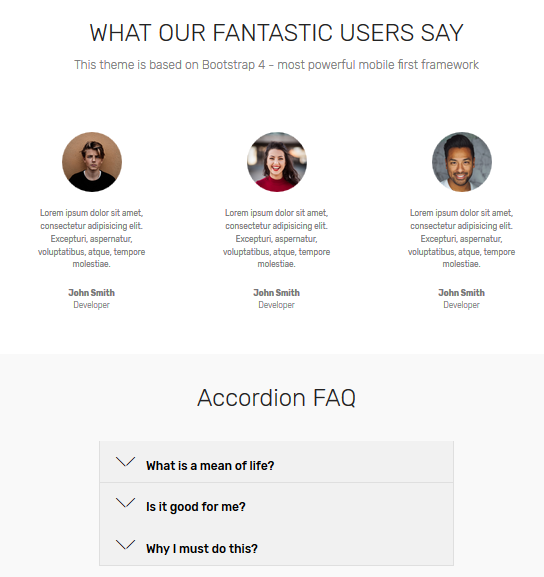 WHAT OUR FANTASTIC USERS SAY
This theme is based on Bootstrap 4 - most powerful mobile first framework
Lorem ipsum dolor sit amet,
consectetur adipisicing elit.
Excepturi, aspernatur,
voluptatibus, atque, tempore
molestiae.
John Smith
Developer
Lorem ipsum dolor sit amet,
consectetur adipisicing elit.
Excepturi, aspernatur,
voluptatibus, atque, tempore
molestiae.
John Smith
Developer
Lorem ipsum dolor sit amet,
consectetur adipisicing elit.
Excepturi, aspernatur,
voluptatibus, atque, tempore
molestiae.
John Smith
Developer
Accordion FAQ
What is a mean of life?
Is it good for me?
Why I must do this?